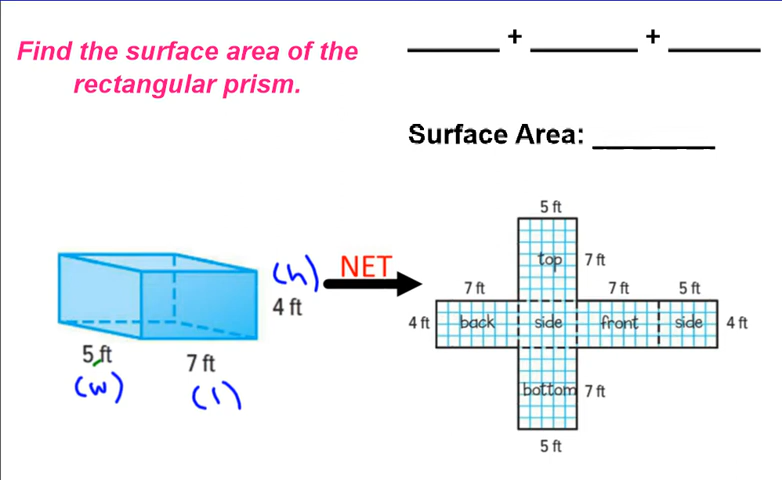 Find the surface area of the
rectangular prism.
_____ + _____ + _____
Surface Area: _____
(h)
4 ft
5 ft
(w)
7 ft
(l)
NET
5 ft
top
7 ft
7 ft
7 ft
5 ft
4 ft
back
side
front
side
4 ft
bottom
7 ft
5 ft